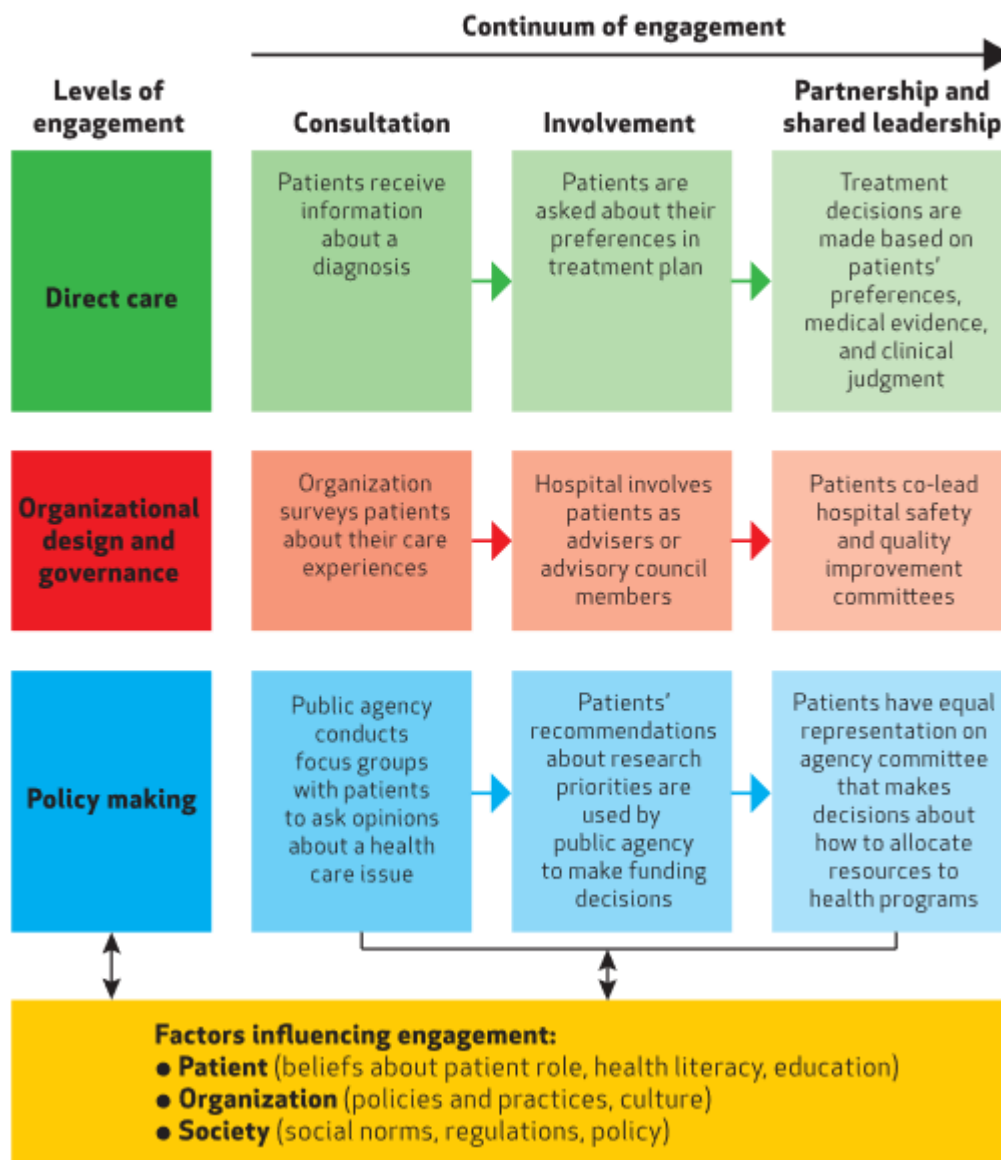 Continuum of engagement
Levels of
engagement
Consultation
Involvement
Partnership and
shared leadership
Direct care
Patients receive
information
about a
diagnosis
Patients are
asked about their
preferences in
treatment plan
Treatment
decisions are
made based on
patients’
preferences,
medical evidence,
and clinical
judgment
Organizational
design and
governance
Organization
surveys patients
about their care
experiences
Hospital involves
patients as
advisers or
advisory council
members
Patients co-lead
hospital safety
and quality
improvement
committees
Policy making
Public agency
conducts
focus groups
with patients
to ask opinions
about a health
care issue
Patients’
recommendations
about research
priorities are
used by
public agency
to make funding
decisions
Patients have equal
representation on
agency committee
that makes
decisions about
how to allocate
resources to
health programs
Factors influencing engagement:
● Patient (beliefs about patient role, health literacy, education)
● Organization (policies and practices, culture)
● Society (social norms, regulations, policy)